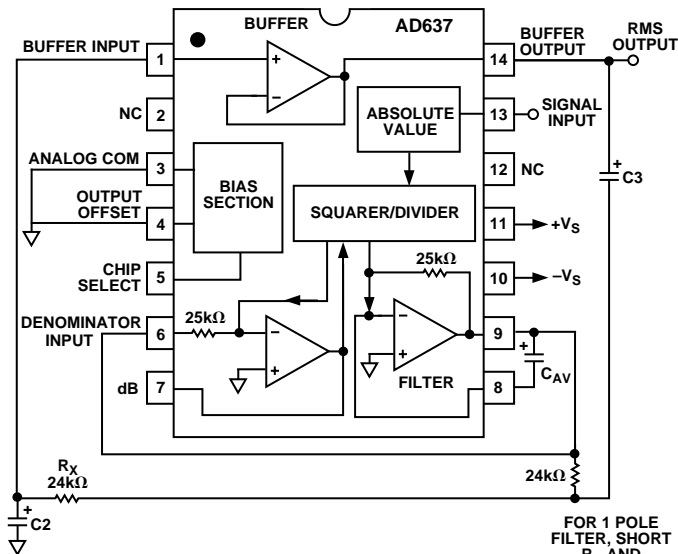 BUFFER
AD637
BUFFER INPUT
1
14
BUFFER
OUTPUT
RMS
OUTPUT
+
−
NC
2
ABSOLUTE
VALUE
13
SIGNAL
INPUT
ANALOG COM
3
BIAS
SECTION
12
NC
+
C3
OUTPUT
OFFSET
4
SQUARER/DIVIDER
11
+VS
CHIP
SELECT
5
25kΩ
10
−VS
DENOMINATOR
INPUT
6
25kΩ
−
+
−
+
FILTER
9
+
CAV
dB
7
8
RX
24kΩ
24kΩ
+
C2
FOR 1 POLE
FILTER, SHORT